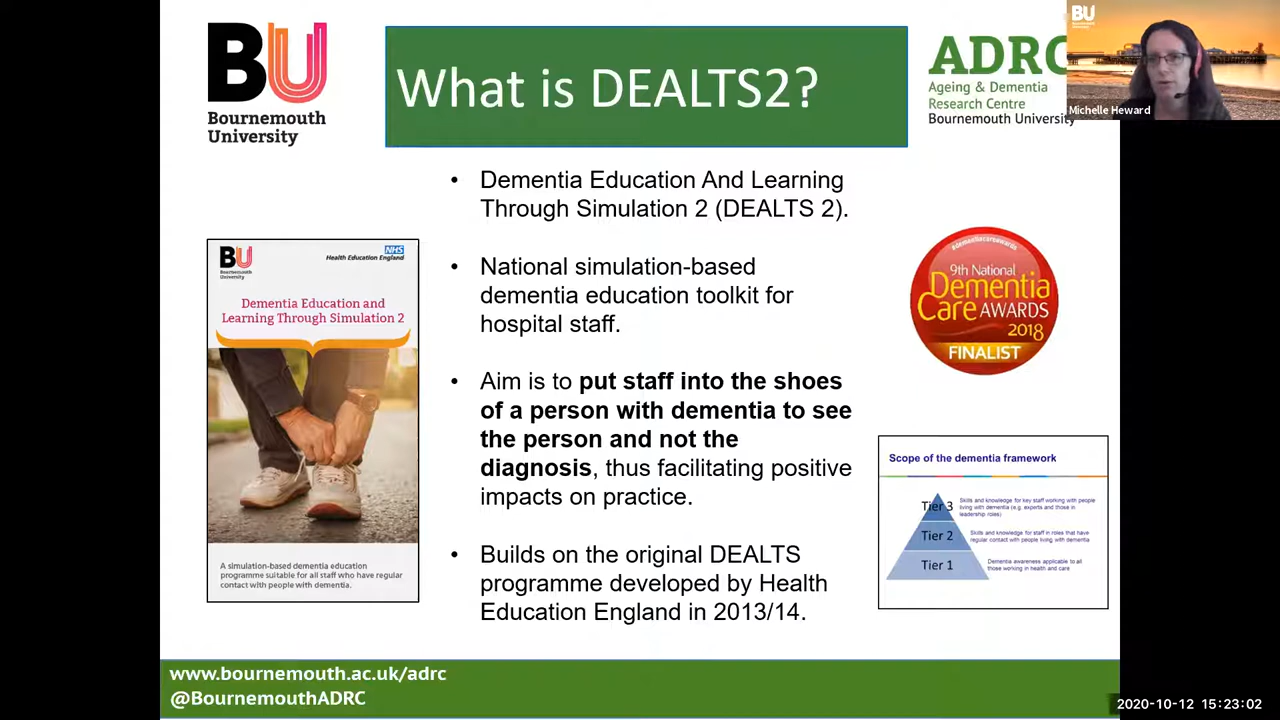 BU
Bournemouth
University
What is DEALTS2?
ADRC
Ageing & Dementia
Research Centre
Bournemouth University
BU
Michelle Heward
• Dementia Education And Learning
Through Simulation 2 (DEALTS 2).
• National simulation-based
dementia education toolkit for
hospital staff.
• Aim is to put staff into the shoes
of a person with dementia to see
the person and not the
diagnosis, thus facilitating positive
impacts on practice.
• Builds on the original DEALTS
programme developed by Health
Education England in 2013/14.
BU
Bournemouth
University
NHS
Health Education England
Dementia Education and
Learning Through Simulation 2
A simulation-based dementia education
programme suitable for all staff who have regular
contact with people with dementia.
#dementiacareawards
9th National
Dementia
Care AWARDS
2018
FINALIST
Scope of the dementia framework
Tier 3
Skills and knowledge for key staff working with people
living with dementia (e.g. experts and those in
leadership roles)
Tier 2
Skills and knowledge for staff in roles that have
regular contact with people living with dementia
Tier 1
Dementia awareness applicable to all
those working in health and care
www.bournemouth.ac.uk/adrc
@BournemouthADRC
2020-10-12 15:23:02